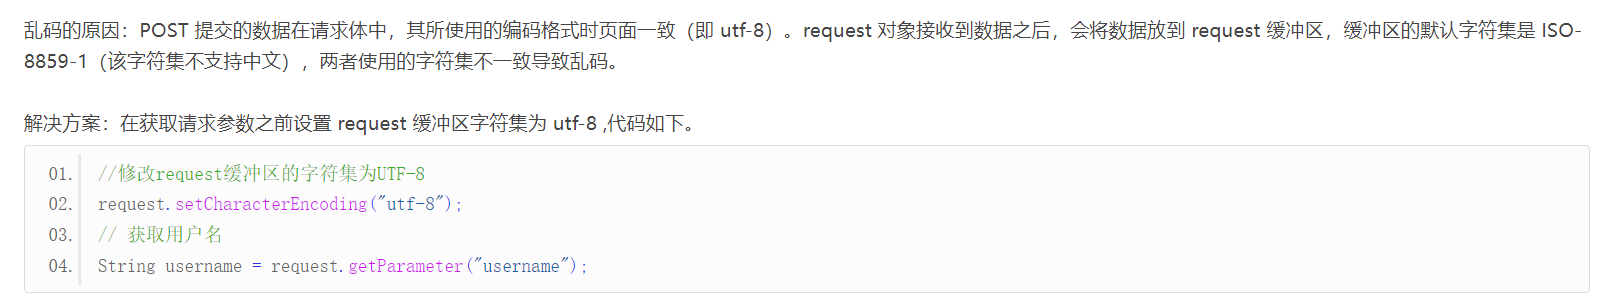 乱码的原因：POST 提交的数据在请求体中，其所使用的编码格式时页面一致（即 utf-8）。request 对象接收到数据之后，会将数据放到 request 缓冲区，缓冲区的默认字符集是 ISO-
8859-1（该字符集不支持中文），两者使用的字符集不一致导致乱码。
解决方案：在获取请求参数之前设置 request 缓冲区字符集为 utf-8 ,代码如下。
01. //修改request缓冲区的字符集为UTF-8
02. request.setCharacterEncoding("utf-8");
03. // 获取用户名
04. String username = request.getParameter("username");